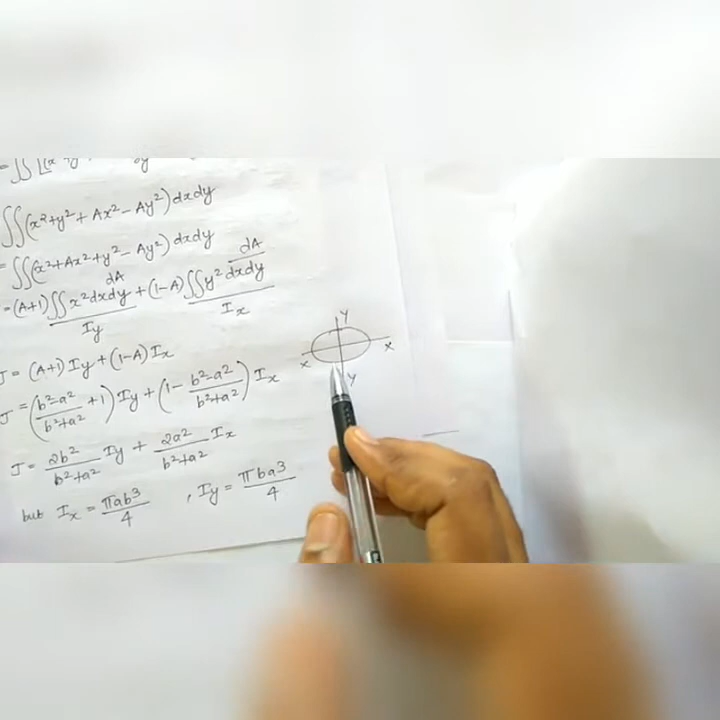 ∬(x²+y²+Ax²-Ay²)dxdy
=∬(x²+Ax²+y²-Ay²)dxdy
dA dA
=(A+1)∬x²dxdy+(1-A)∬y²dxdy
Iy Ix
J=(A+1)Iy+(1-A)Ix
J=(b²-a²/b²+a²+1)Iy+(1-b²-a²/b²+a²)Ix
J=2b²/b²+a² Iy+2a²/b²+a² Ix
but Ix=πab³/4 , Iy=πba³/4
Y
X X
Y